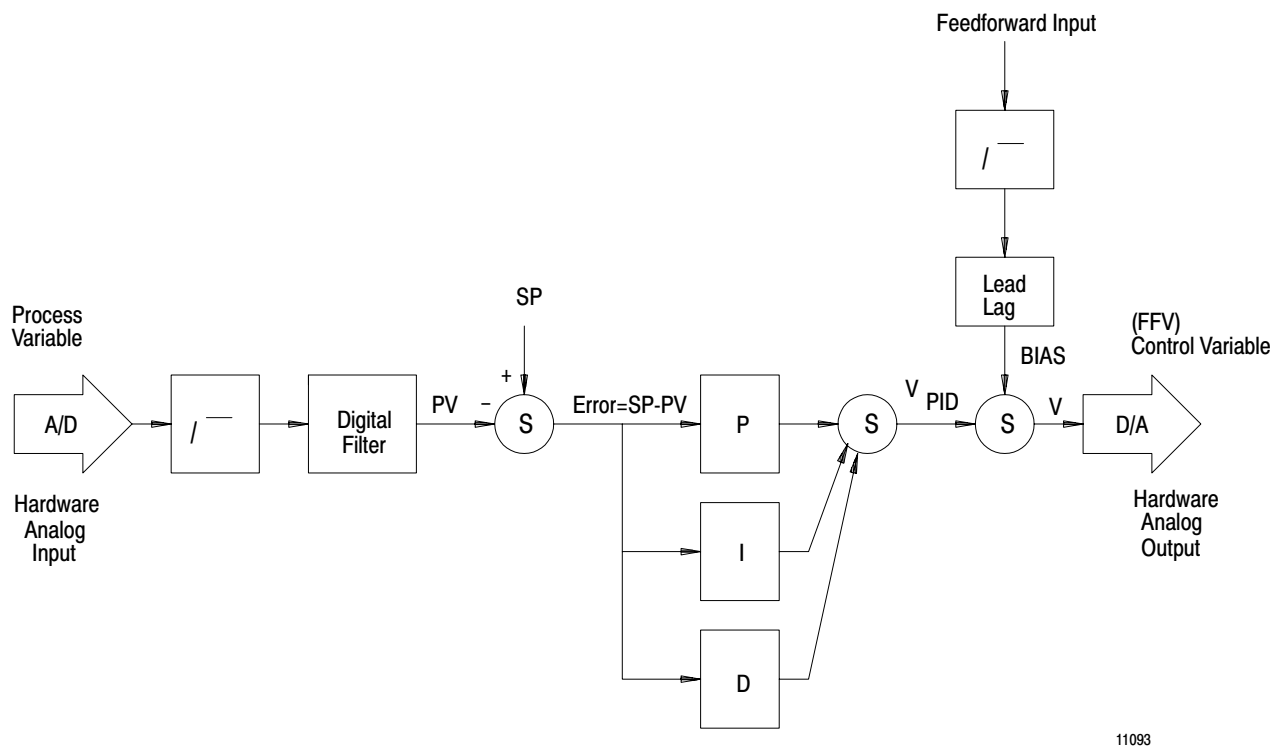 Feedforward Input
/ ‾
Lead
Lag
SP
Process
Variable
(FFV)
Control Variable
BIAS
A/D
/ ‾
Digital
Filter
PV
+
−
S
Error=SP-PV
P
S
V
PID
S
V
D/A
Hardware
Analog
Input
Hardware
Analog
Output
I
D
11093